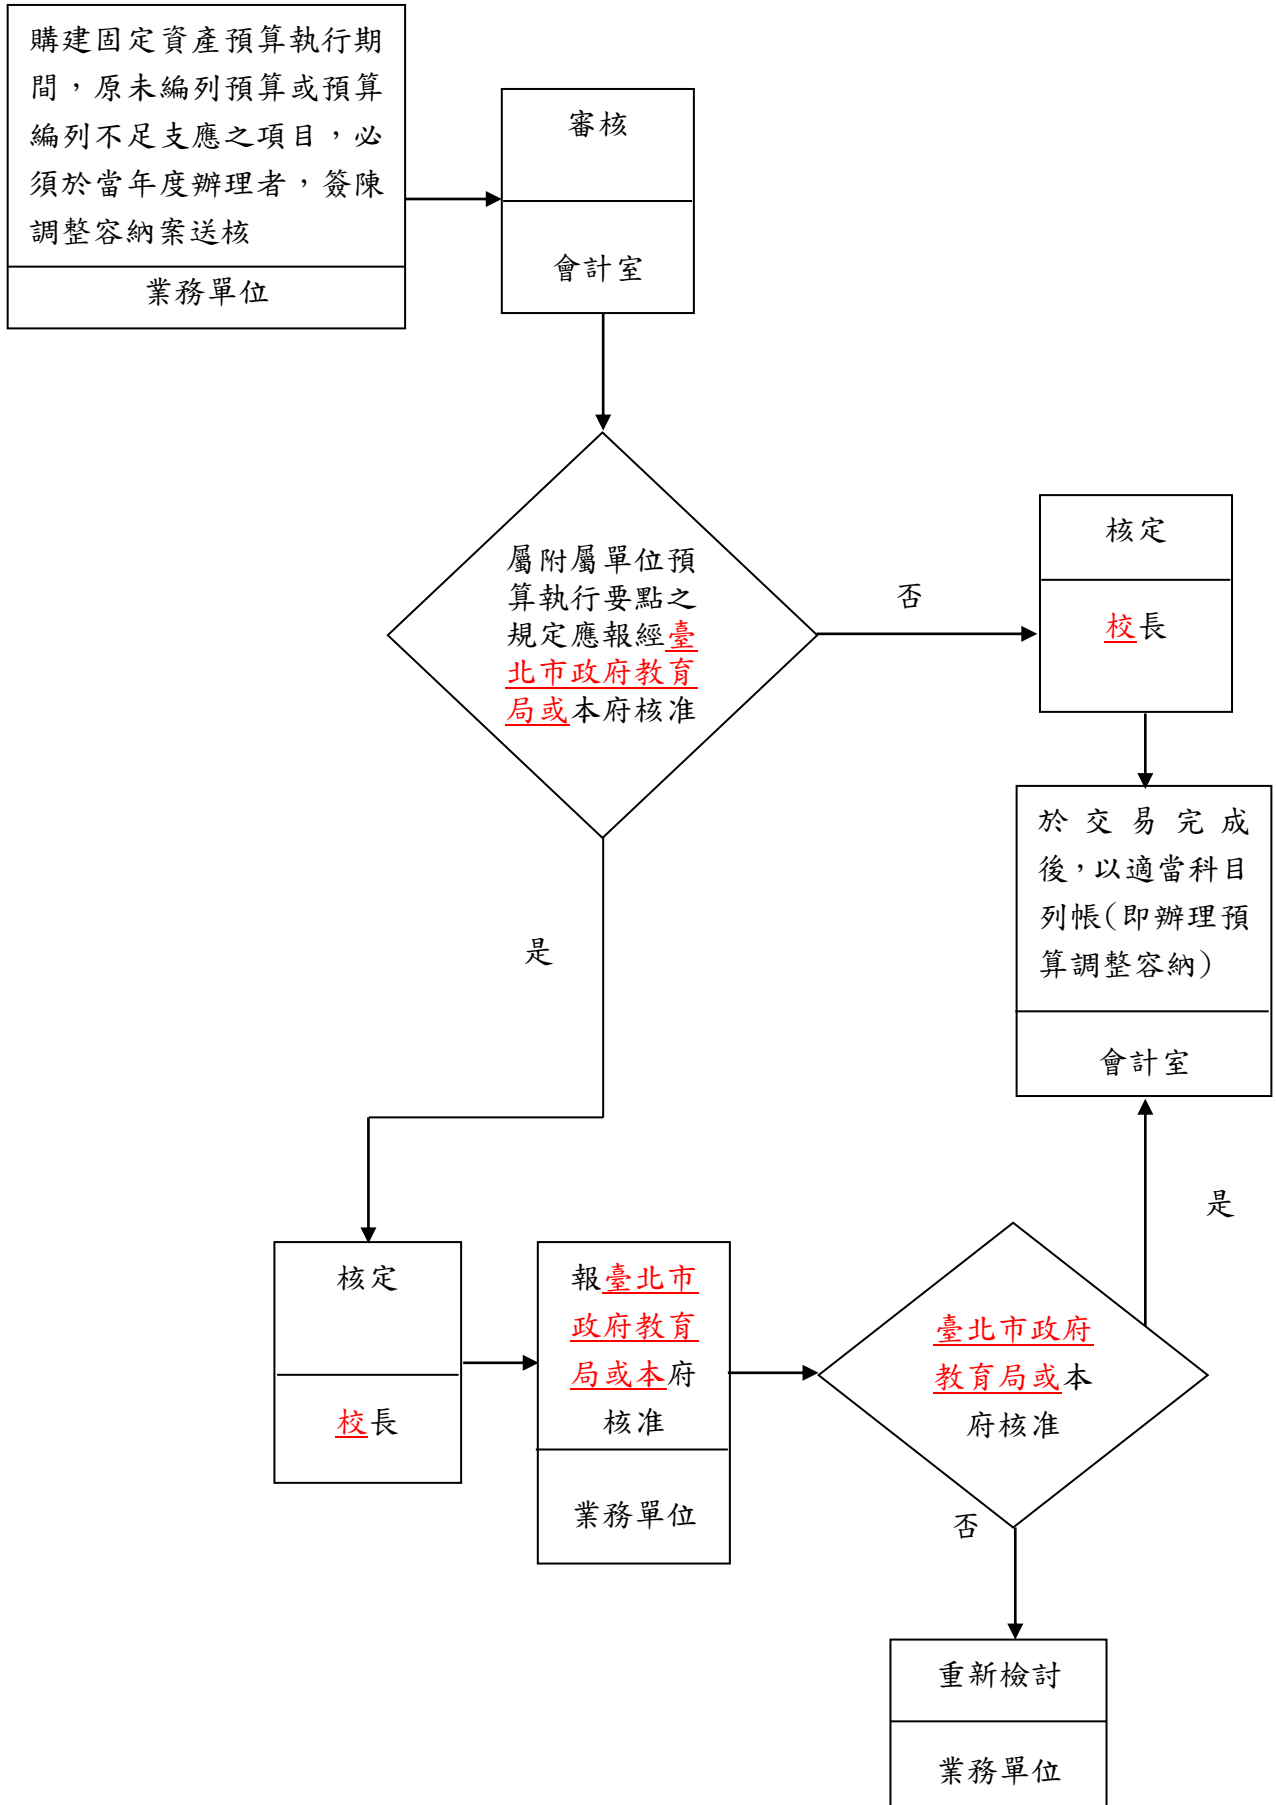 購建固定資產預算執行期
間，原未編列預算或預算
編列不足支應之項目，必
須於當年度辦理者，簽陳
調整容納案送核
業務單位
審核
會計室
屬附屬單位預
算執行要點之
規定應報經臺
北市政府教育
局或本府核准
否
核定
校長
於交易完成
後，以適當科目
列帳(即辦理預
算調整容納)
會計室
是
是
核定
校長
報臺北市
政府教育
局或本府
核准
業務單位
臺北市政府
教育局或本
府核准
否
重新檢討
業務單位